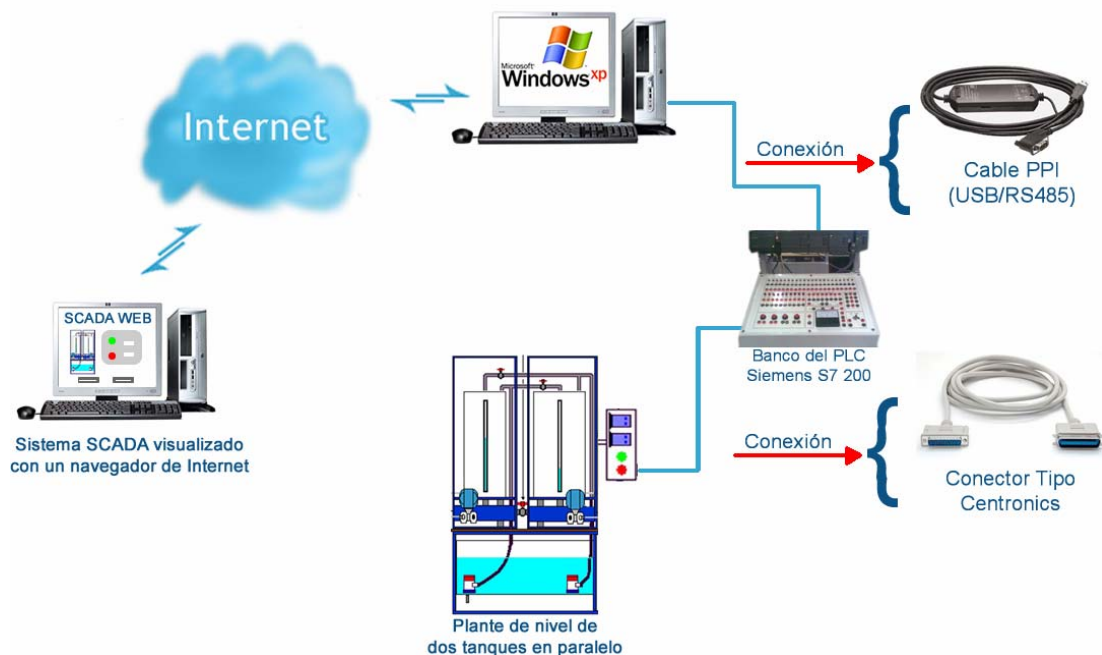 Internet
Microsoft
Windows xp
Conexión
Cable PPI
(USB/RS485)
SCADA WEB
Sistema SCADA visualizado
con un navegador de Internet
Banco del PLC
Siemens S7 200
Conexión
Conector Tipo
Centronics
Plante de nivel de
dos tanques en paralelo